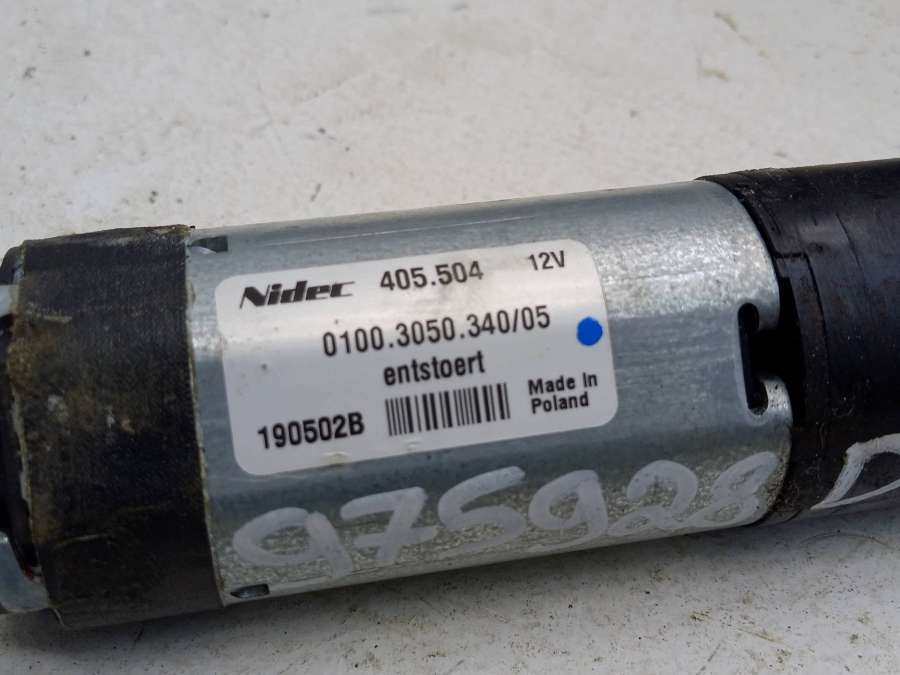 Nidec 405.504 12V
0100.3050.340/05
entstoert
190502B
Made in
Poland
975928